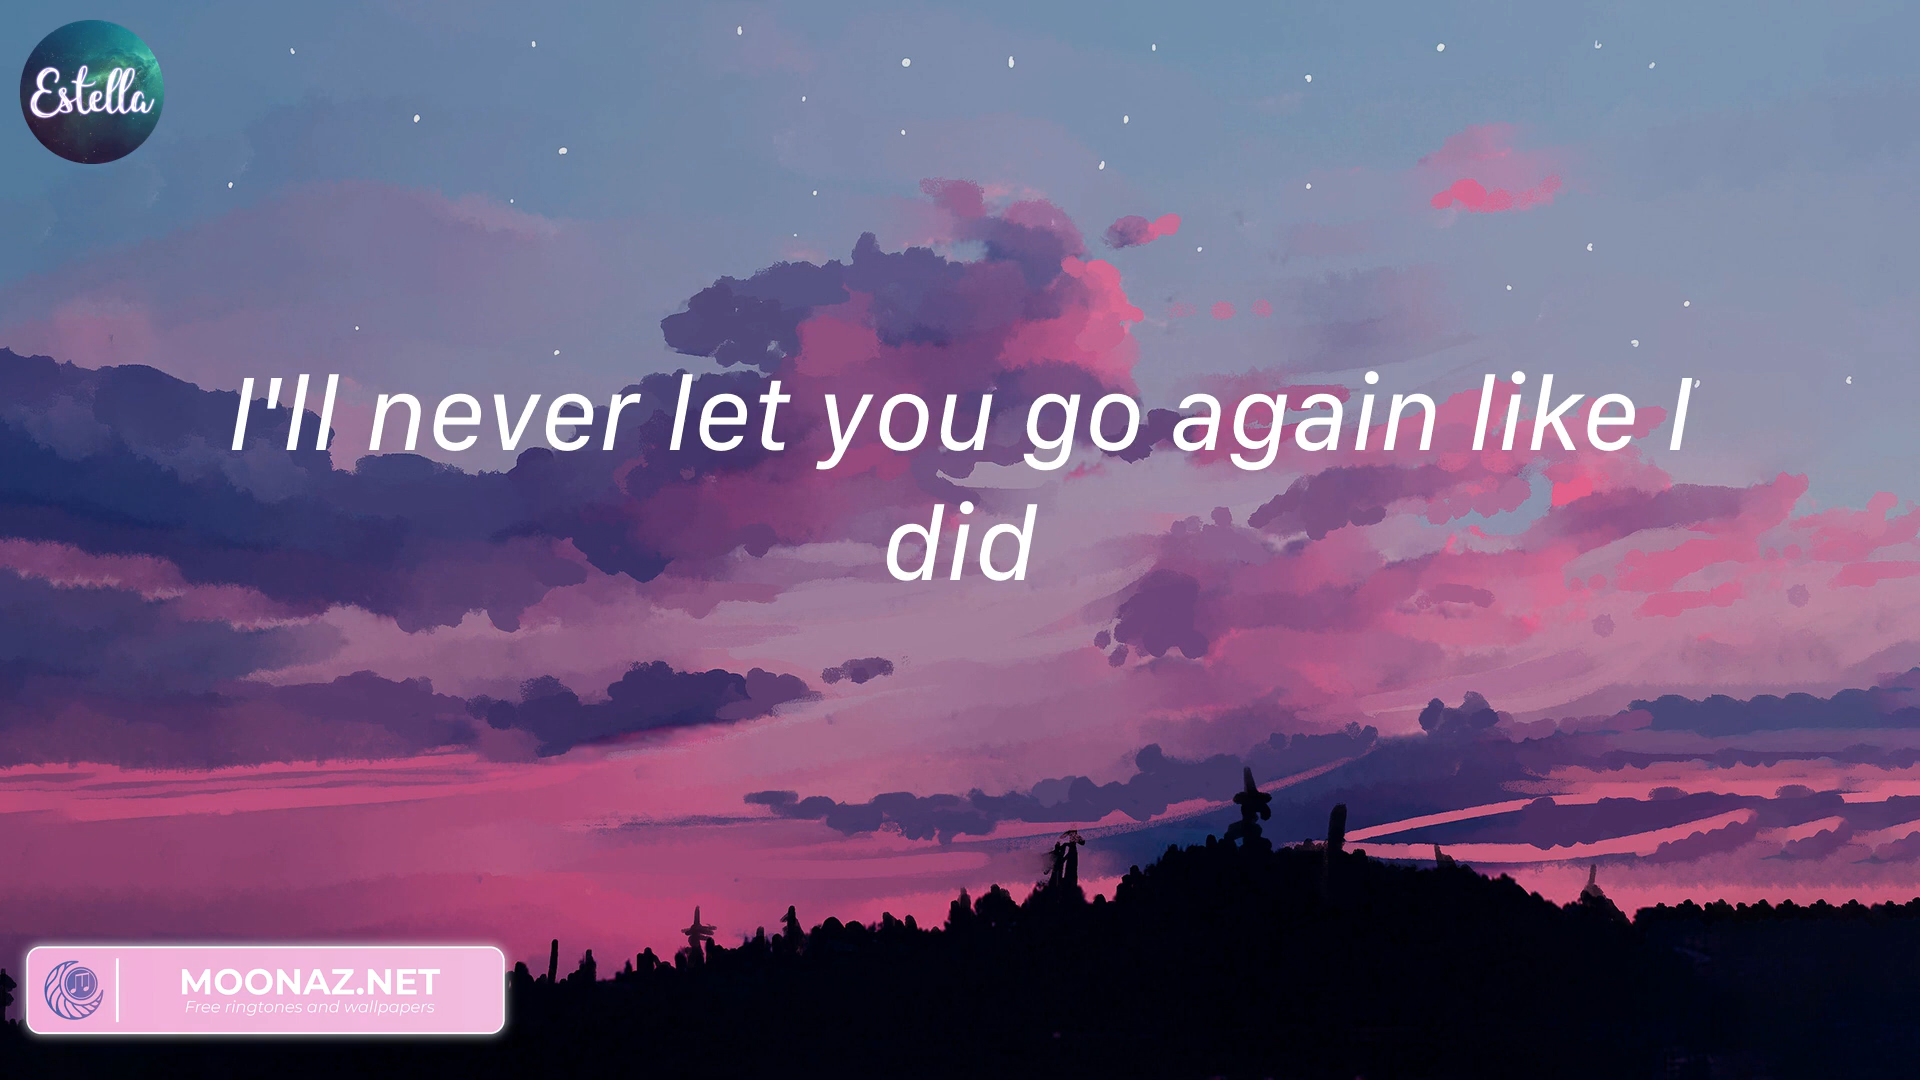 Estella
I'll never let you go again like I
did
MOONAZ.NET
Free ringtones and wallpapers